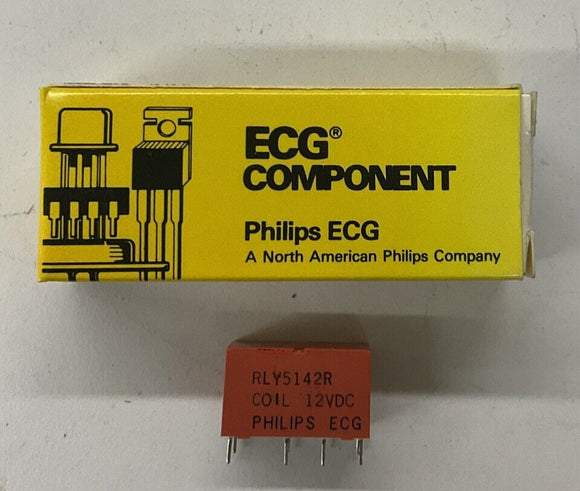 ECG®
COMPONENT
Philips ECG
A North American Philips Company
RLY5142R
COIL 12VDC
PHILIPS ECG